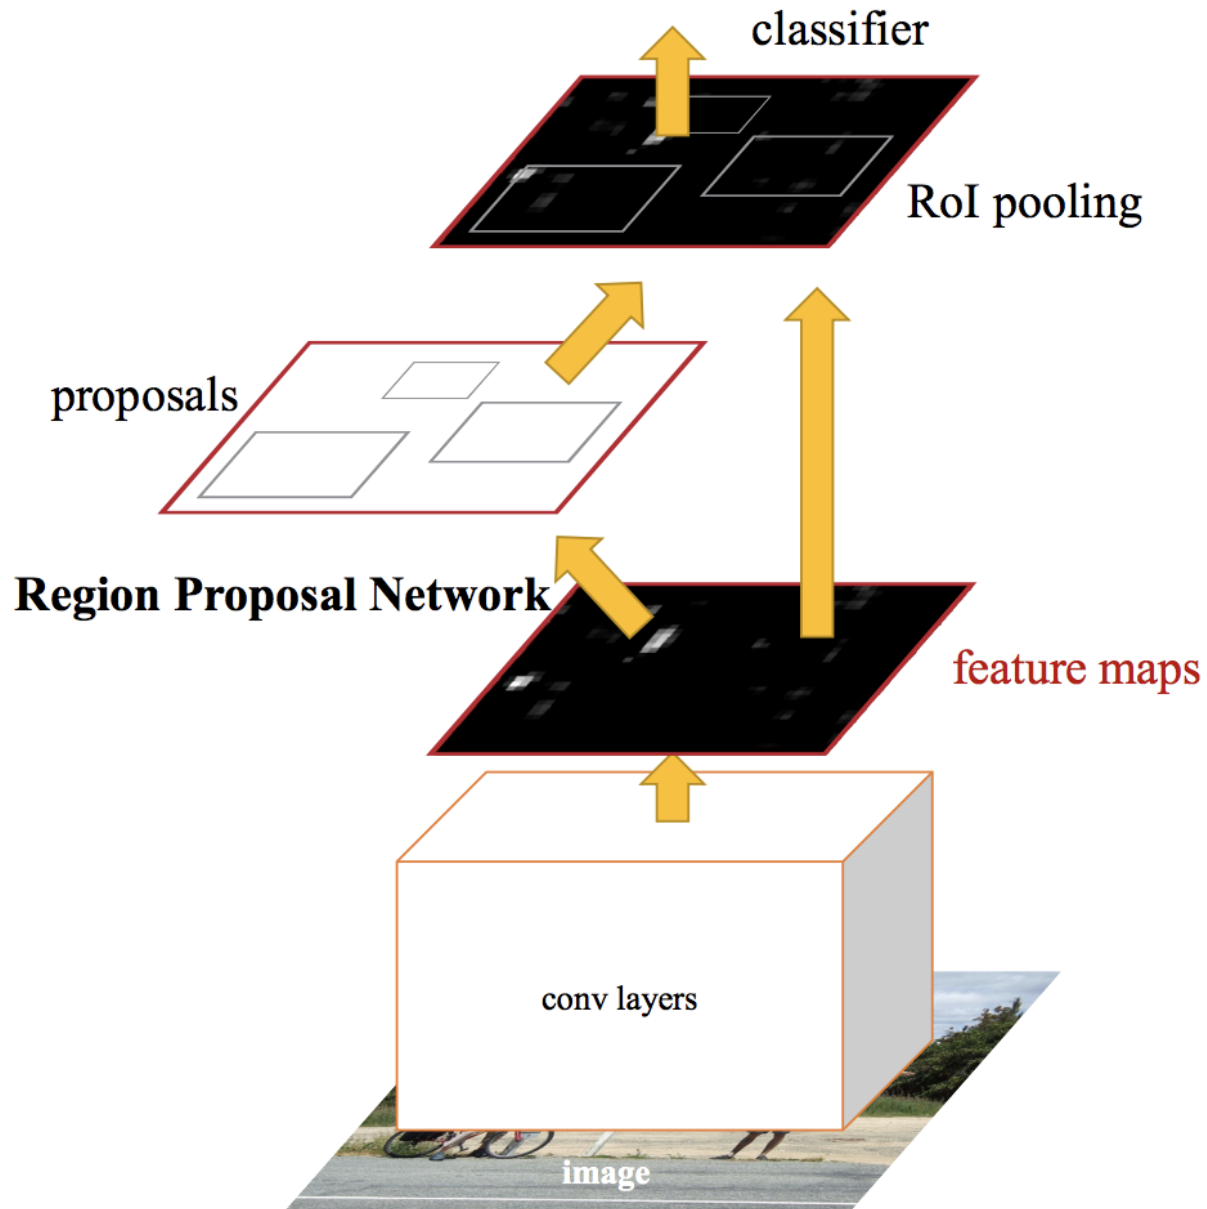 classifier
RoI pooling
proposals
Region Proposal Network
feature maps
conv layers
image